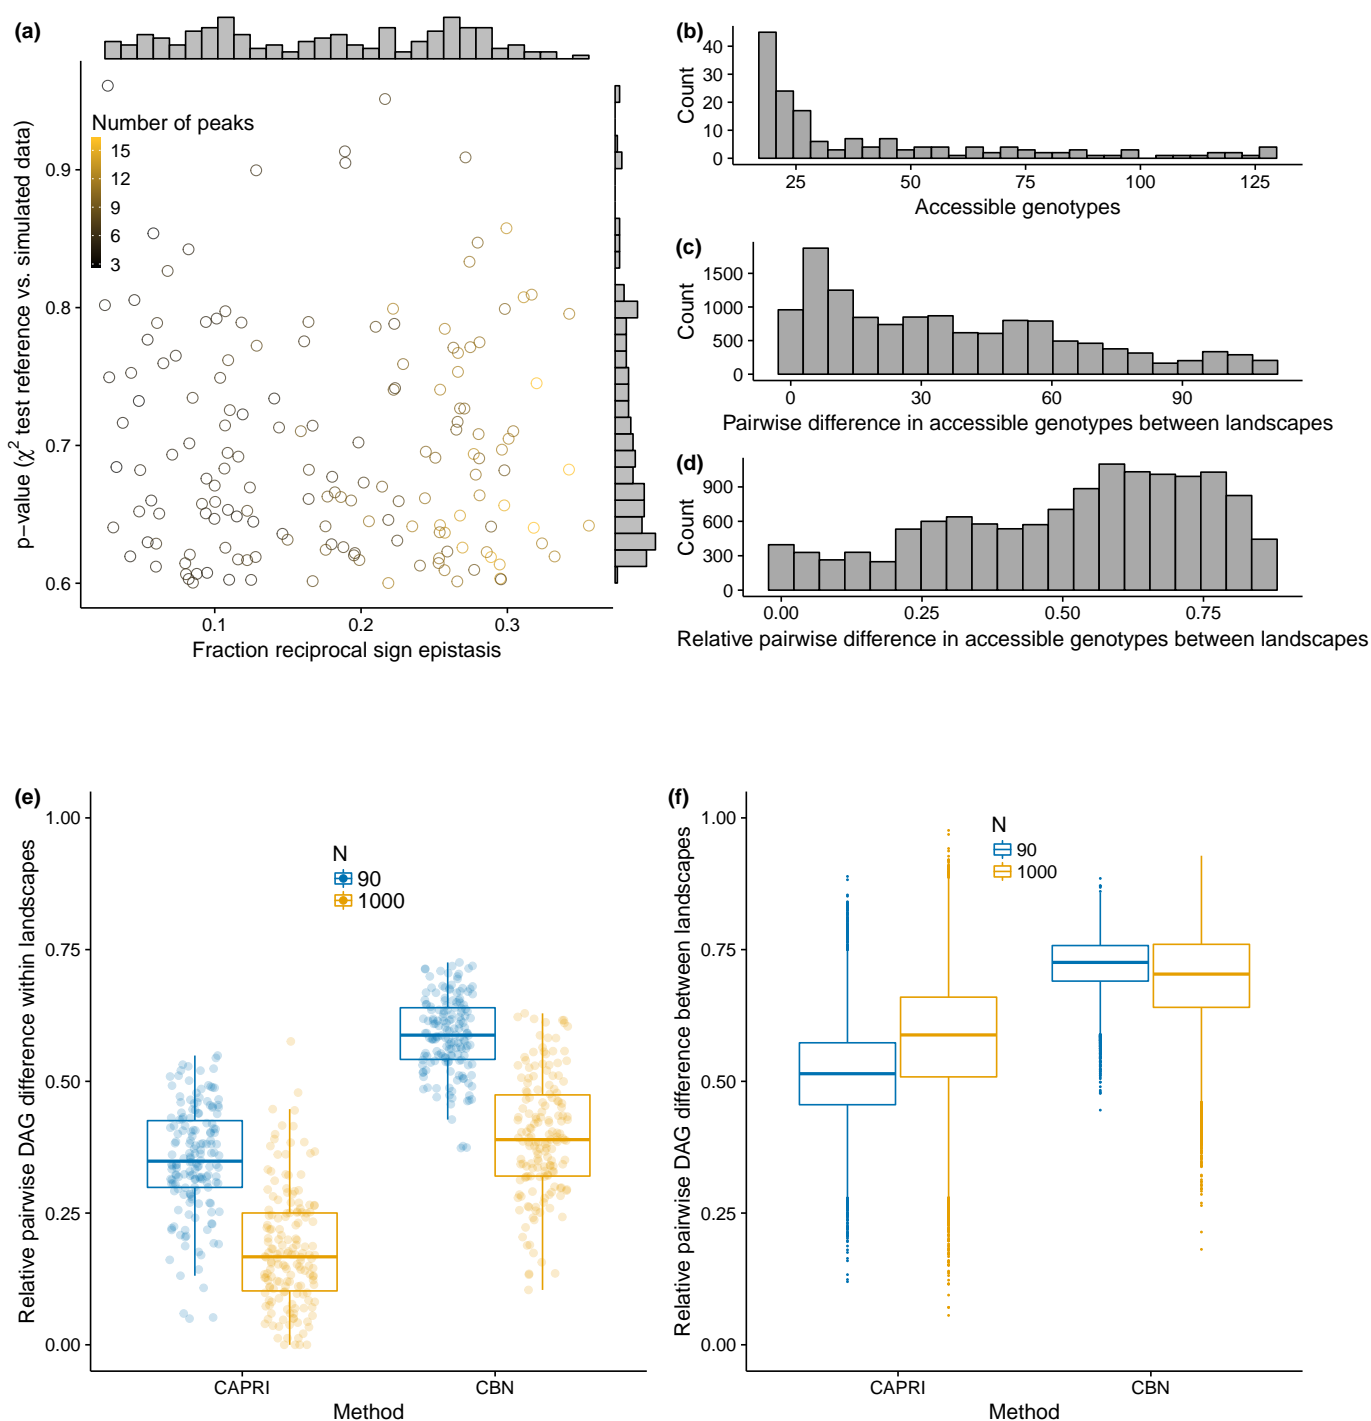 (a)
Number of peaks
15
12
9
6
3
p−value (χ² test reference vs. simulated data)
0.9
0.8
0.7
0.6
0.1
0.2
0.3
Fraction reciprocal sign epistasis
(b)
Count
40
30
20
10
0
25
50
75
100
125
Accessible genotypes
(c)
Count
1500
1000
500
0
0
30
60
90
Pairwise difference in accessible genotypes between landscapes
(d)
Count
900
600
300
0
0.00
0.25
0.50
0.75
Relative pairwise difference in accessible genotypes between landscapes
(e)
Relative pairwise DAG difference within landscapes
1.00
0.75
0.50
0.25
0.00
N
90
1000
CAPRI
CBN
Method
(f)
Relative pairwise DAG difference between landscapes
1.00
0.75
0.50
0.25
0.00
N
90
1000
CAPRI
CBN
Method